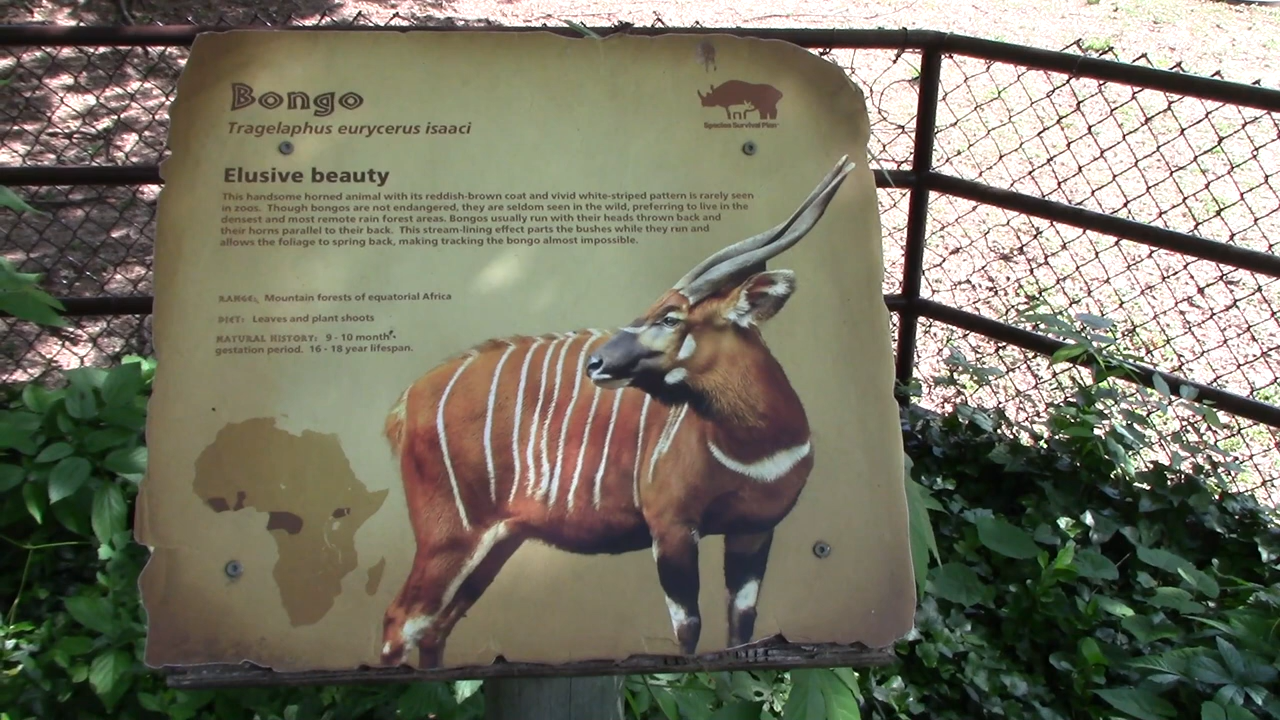 Bongo
Tragelaphus eurycerus isaaci
Species Survival Plan
Elusive beauty
This handsome horned animal with its reddish-brown coat and vivid white-striped pattern is rarely seen
in zoos. Though bongos are not endangered, they are seldom seen in the wild, preferring to live in the
densest and most remote rain forest areas. Bongos usually run with their heads thrown back and
their horns parallel to their back. This stream-lining effect parts the bushes while they run and
allows the foliage to spring back, making tracking the bongo almost impossible.
RANGE: Mountain forests of equatorial Africa
DIET: Leaves and plant shoots
NATURAL HISTORY: 9 - 10 month
gestation period. 16 - 18 year lifespan.